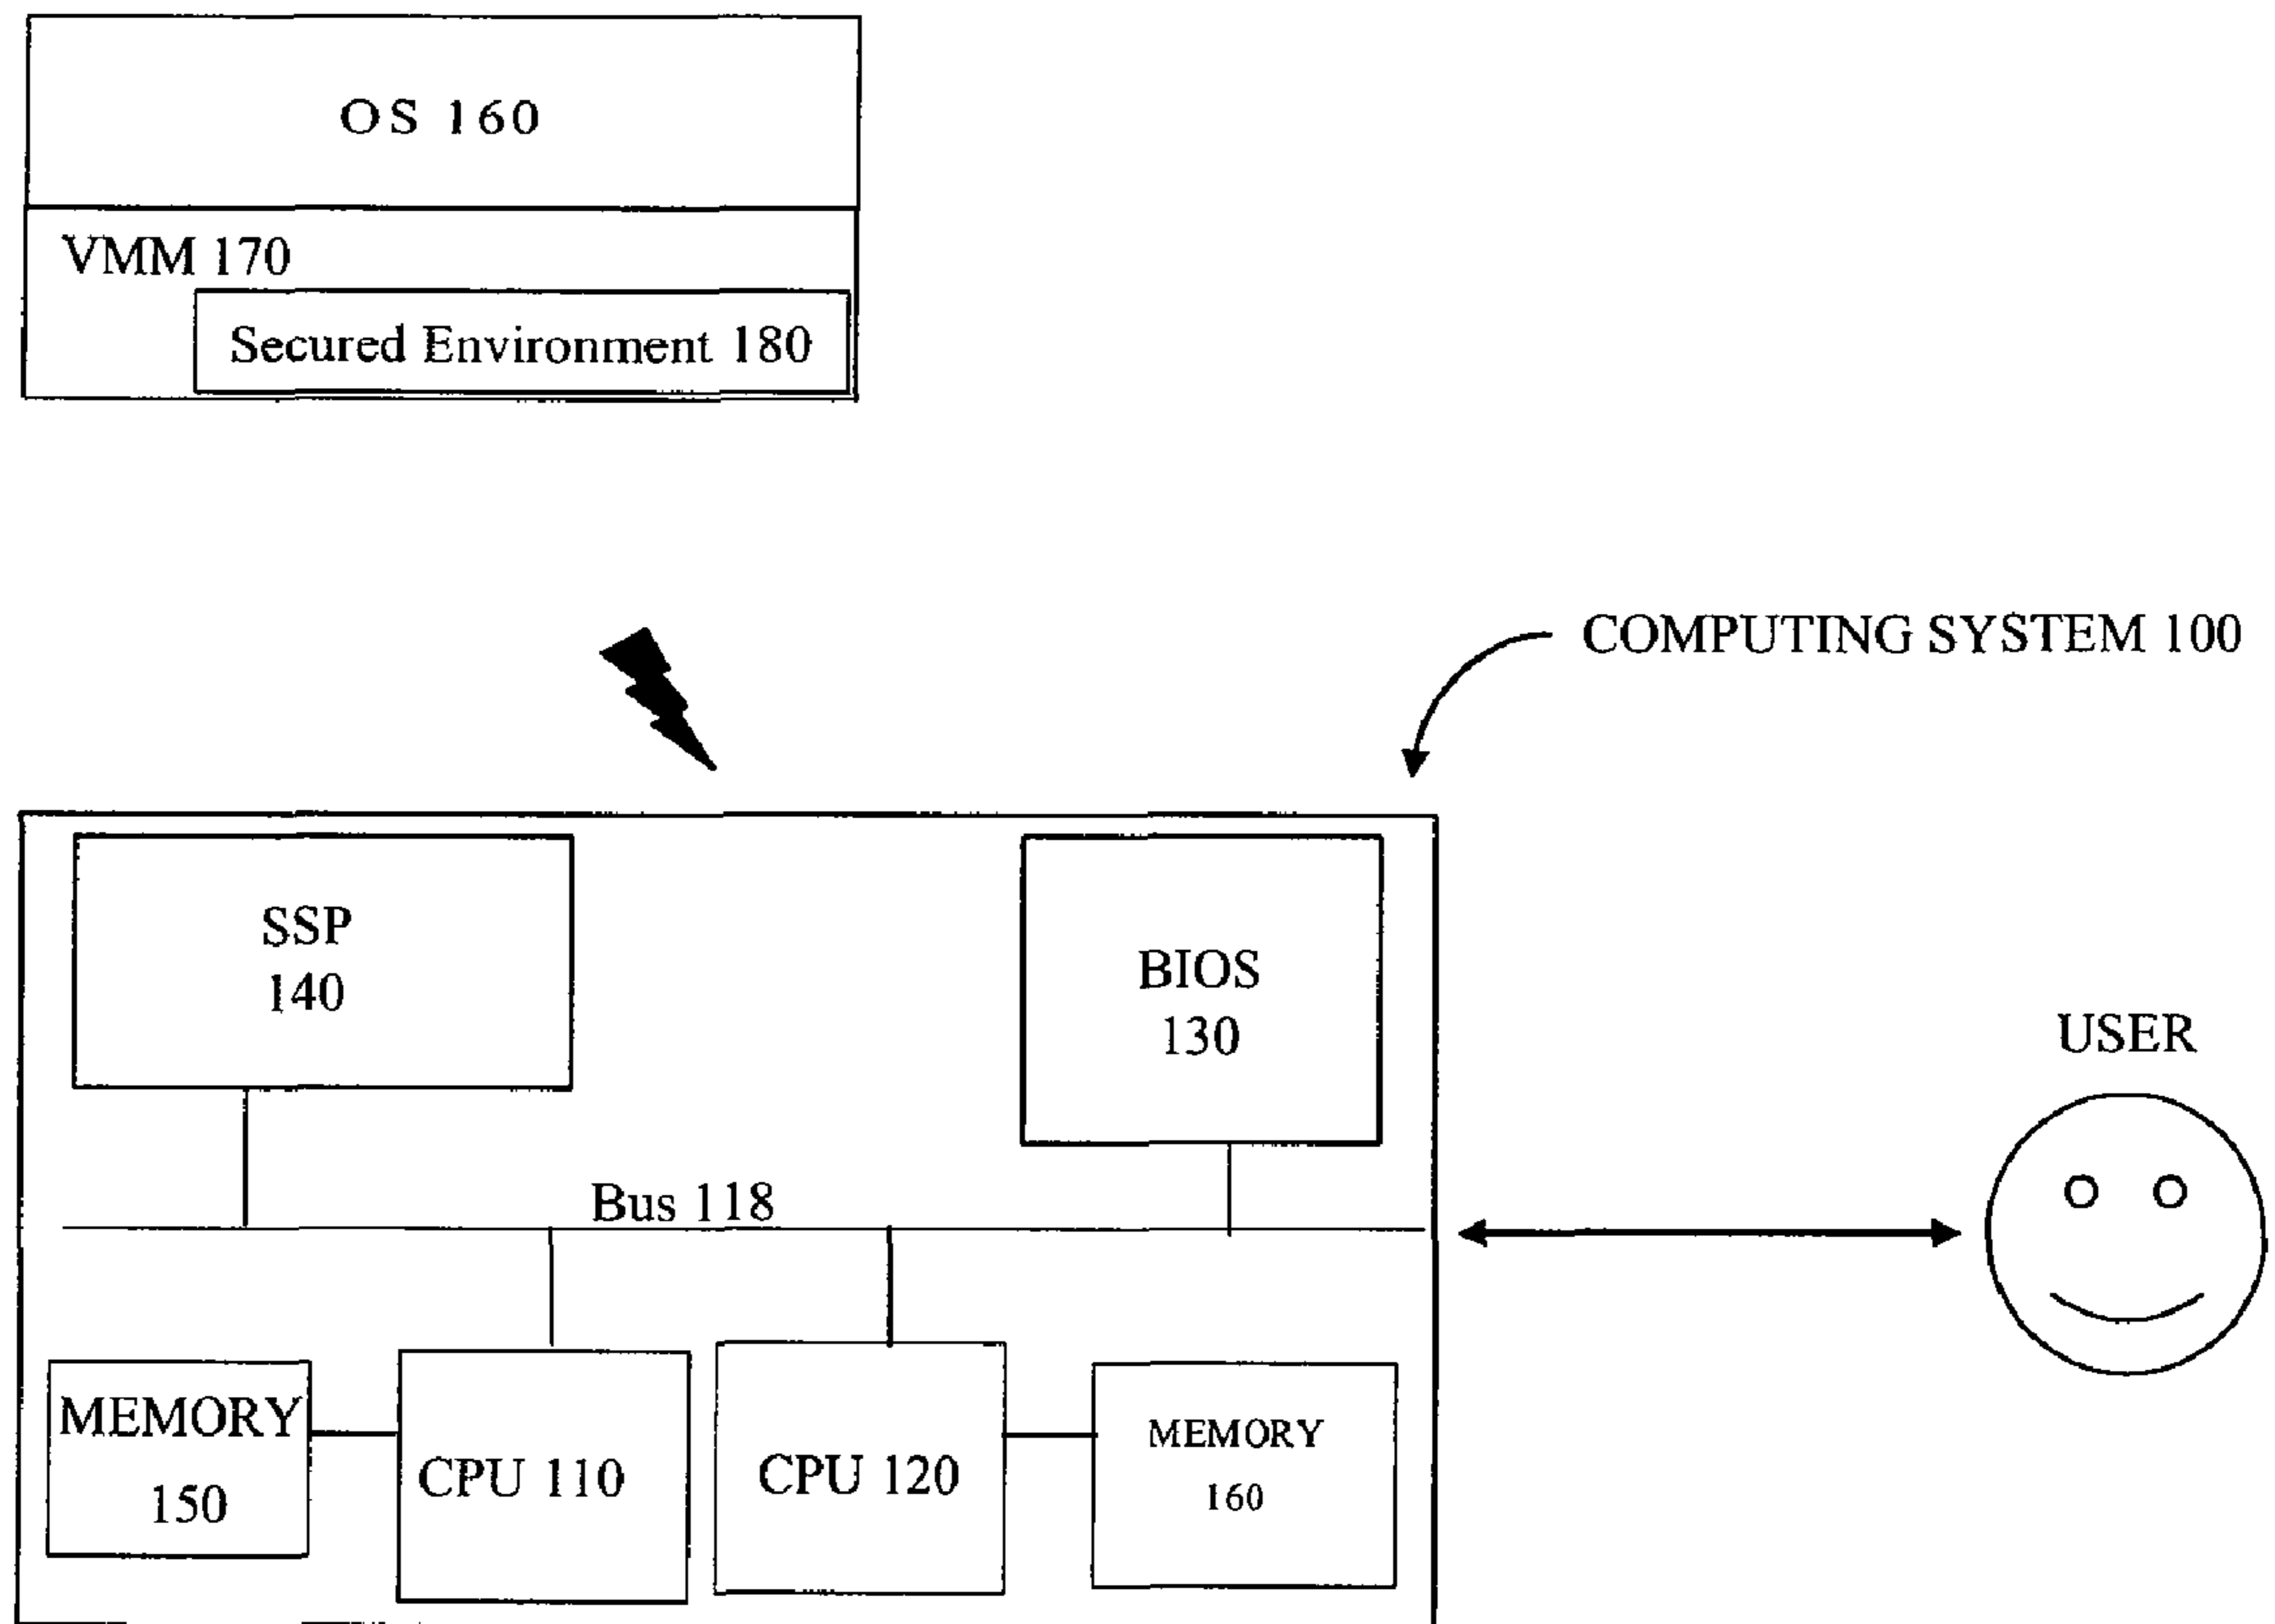 OS 160
VMM 170
Secured Environment 180
COMPUTING SYSTEM 100
SSP
140
BIOS
130
USER
Bus 118
MEMORY
150
CPU 110
CPU 120
MEMORY
160